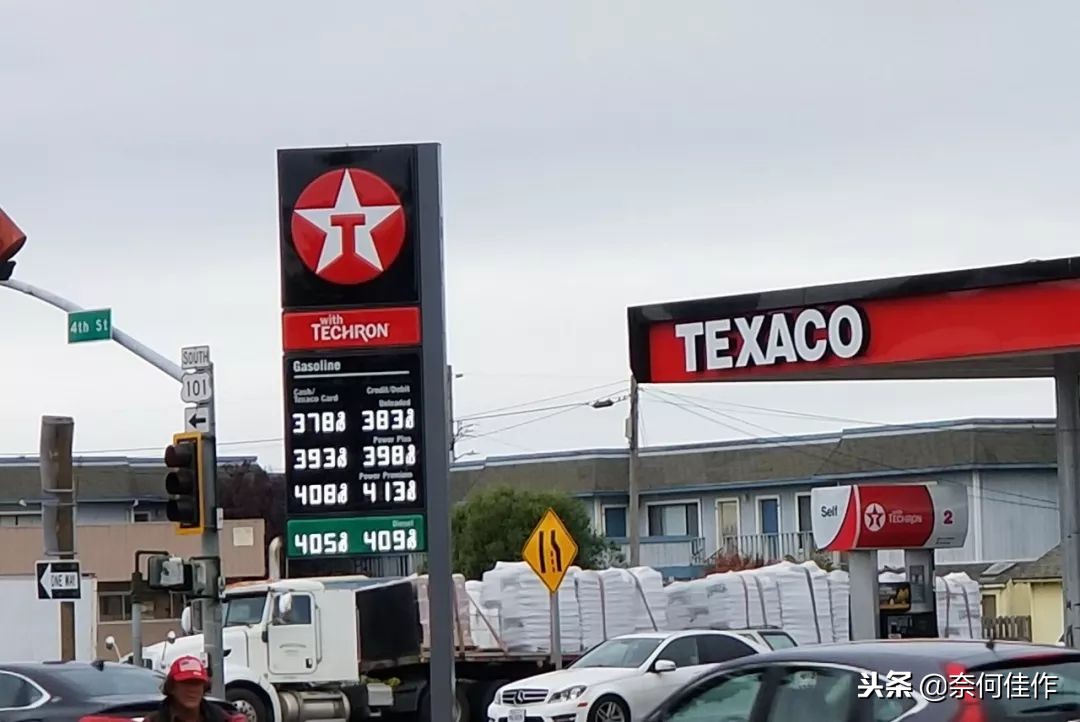 4th St
SOUTH
101
ONE WAY
T
with
TECHRON
Gasoline
Cash/ Credit/Debit
Texaco Card Unleaded
378 383
Power Plus
393 398
Power Premium
408 413
Diesel
405 409
TEXACO
Self
TECHRON
2
头条 @奈何佳作